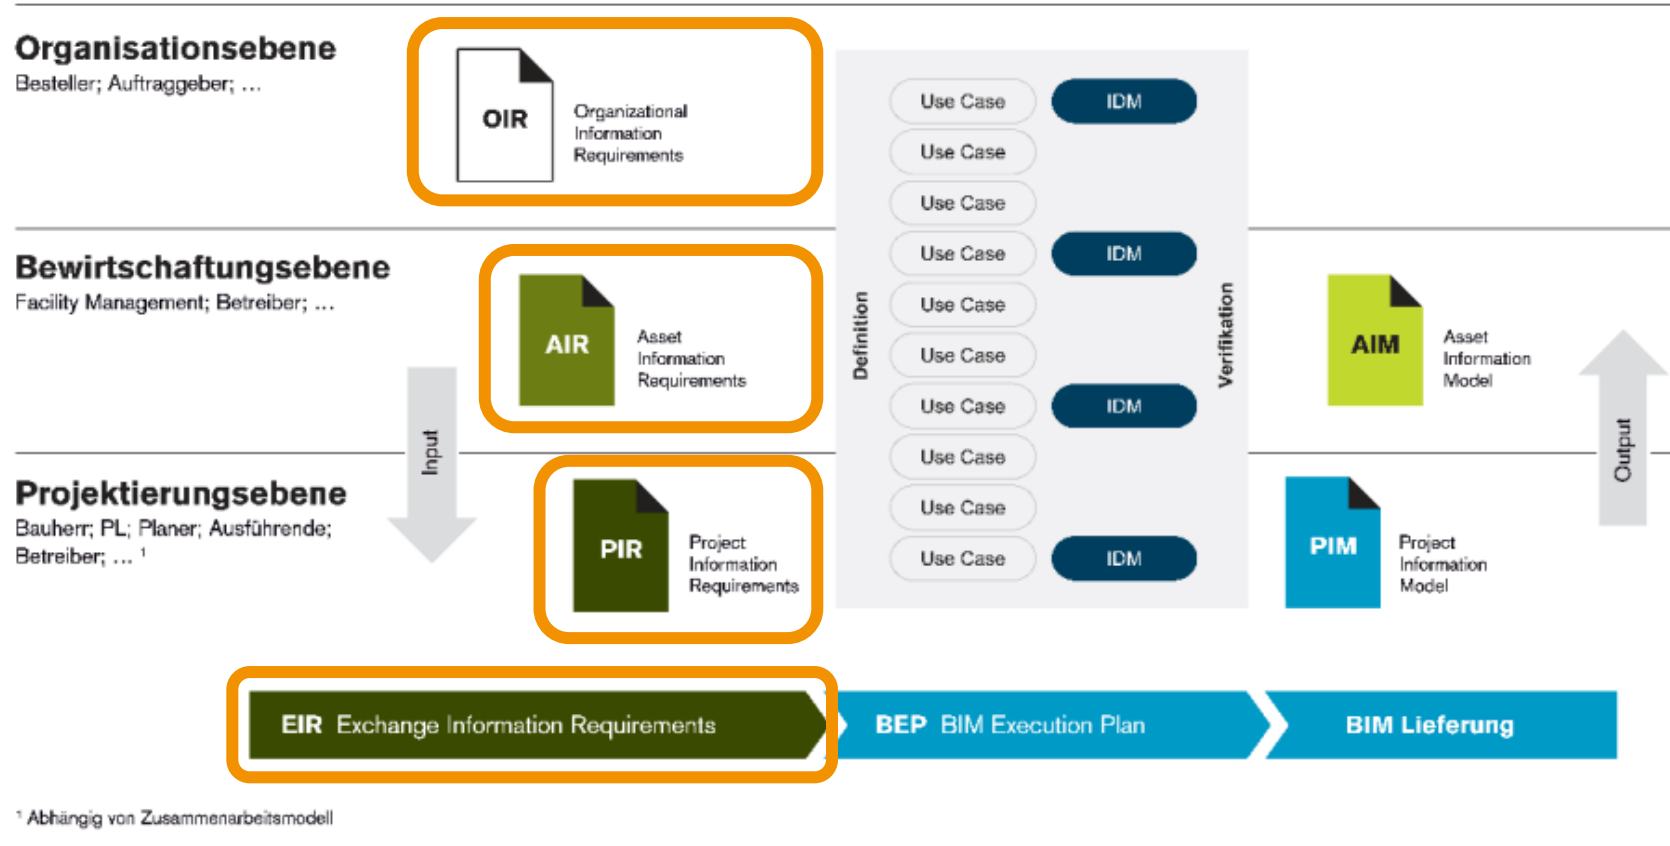 Organisationsebene
Besteller; Auftraggeber; ...
OIR
Organizational
Information
Requirements
Bewirtschaftungsebene
Facility Management; Betreiber; ...
AIR
Asset
Information
Requirements
Input
Projektierungsebene
Bauherr; PL; Planer; Ausführende;
Betreiber; ... ¹
PIR
Project
Information
Requirements
Definition
Use Case IDM
Use Case
Use Case
Use Case IDM
Use Case
Use Case
Use Case IDM
Use Case
Use Case
Use Case IDM
Verifikation
AIM
Asset
Information
Model
PIM
Project
Information
Model
Output
EIR Exchange Information Requirements
BEP BIM Execution Plan
BIM Lieferung
¹ Abhängig von Zusammenarbeitsmodell